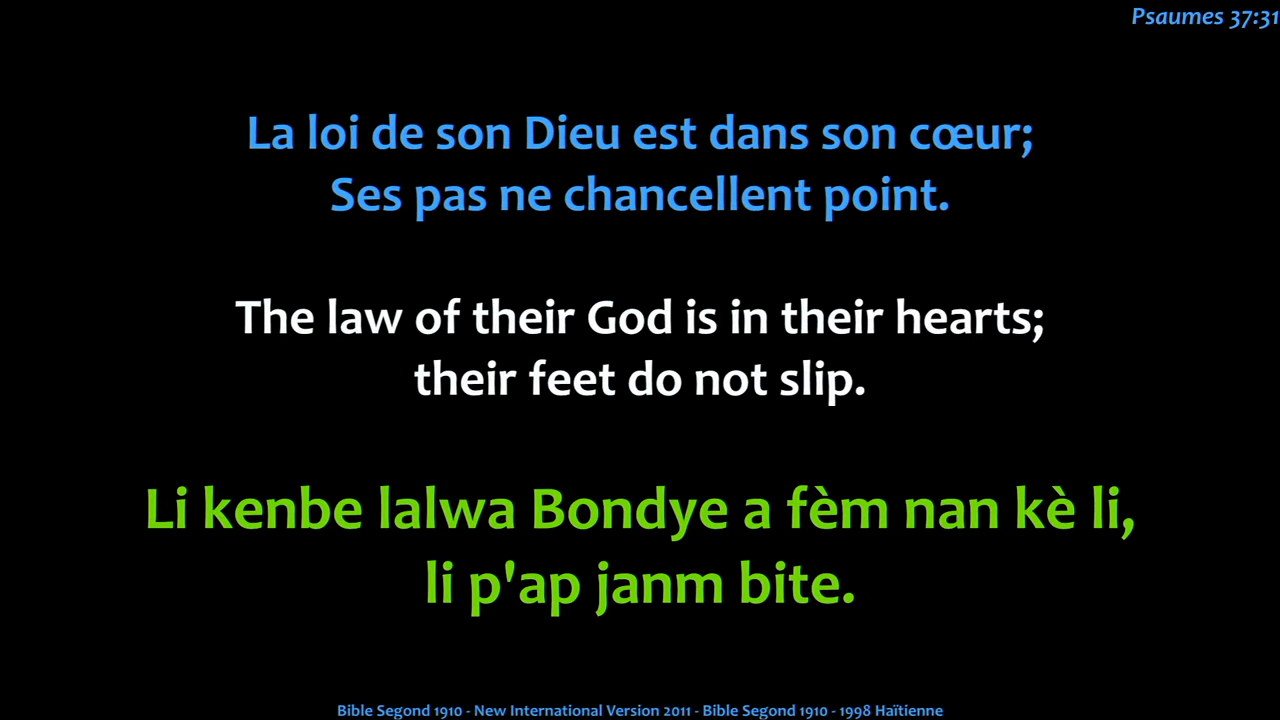 Psaumes 37:31
La loi de son Dieu est dans son cœur;
Ses pas ne chancellent point.
The law of their God is in their hearts;
their feet do not slip.
Li kenbe lalwa Bondye a fèm nan kè li,
li p'ap janm bite.
Bible Segond 1910 - New International Version 2011 - Bible Segond 1910 - 1998 Haïtienne